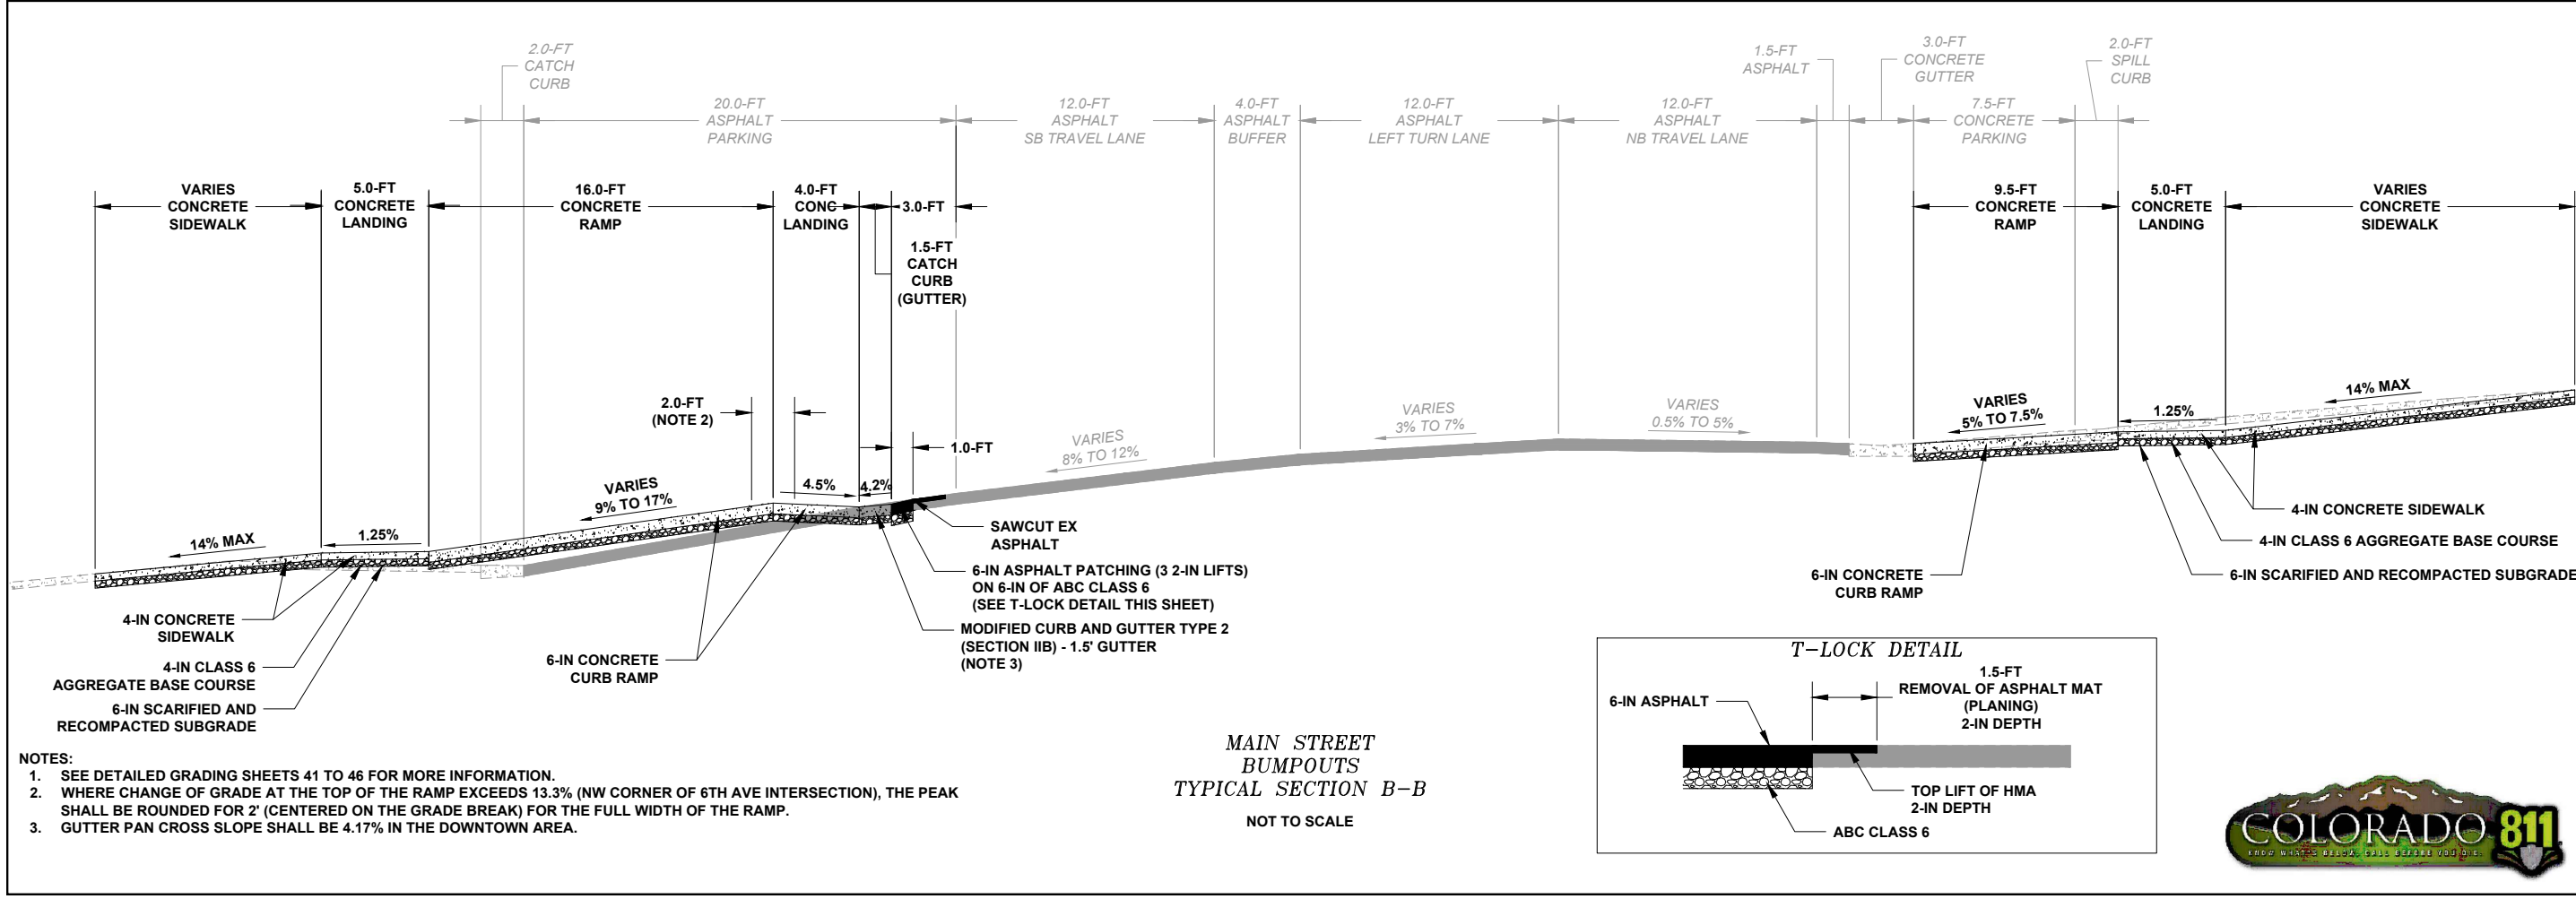 2.0-FT
CATCH
CURB
1.5-FT
ASPHALT
3.0-FT
CONCRETE
GUTTER
2.0-FT
SPILL
CURB
20.0-FT
ASPHALT
PARKING
12.0-FT
ASPHALT
SB TRAVEL LANE
4.0-FT
ASPHALT
BUFFER
12.0-FT
ASPHALT
LEFT TURN LANE
12.0-FT
ASPHALT
NB TRAVEL LANE
7.5-FT
CONCRETE
PARKING
VARIES
CONCRETE
SIDEWALK
5.0-FT
CONCRETE
LANDING
16.0-FT
CONCRETE
RAMP
4.0-FT
CONC
LANDING
3.0-FT
1.5-FT
CATCH
CURB
(GUTTER)
9.5-FT
CONCRETE
RAMP
5.0-FT
CONCRETE
LANDING
VARIES
CONCRETE
SIDEWALK
2.0-FT
(NOTE 2)
1.0-FT
14% MAX
1.25%
VARIES
9% TO 17%
4.5%
4.2%
VARIES
8% TO 12%
VARIES
3% TO 7%
VARIES
0.5% TO 5%
VARIES
5% TO 7.5%
1.25%
14% MAX
SAWCUT EX
ASPHALT
6-IN ASPHALT PATCHING (3 2-IN LIFTS)
ON 6-IN OF ABC CLASS 6
(SEE T-LOCK DETAIL THIS SHEET)
MODIFIED CURB AND GUTTER TYPE 2
(SECTION IIB) - 1.5' GUTTER
(NOTE 3)
4-IN CONCRETE
SIDEWALK
4-IN CLASS 6
AGGREGATE BASE COURSE
6-IN SCARIFIED AND
RECOMPACTED SUBGRADE
6-IN CONCRETE
CURB RAMP
6-IN CONCRETE
CURB RAMP
4-IN CONCRETE SIDEWALK
4-IN CLASS 6 AGGREGATE BASE COURSE
6-IN SCARIFIED AND RECOMPACTED SUBGRADE
NOTES:
1. SEE DETAILED GRADING SHEETS 41 TO 46 FOR MORE INFORMATION.
2. WHERE CHANGE OF GRADE AT THE TOP OF THE RAMP EXCEEDS 13.3% (NW CORNER OF 6TH AVE INTERSECTION), THE PEAK
SHALL BE ROUNDED FOR 2' (CENTERED ON THE GRADE BREAK) FOR THE FULL WIDTH OF THE RAMP.
3. GUTTER PAN CROSS SLOPE SHALL BE 4.17% IN THE DOWNTOWN AREA.
MAIN STREET
BUMPOUTS
TYPICAL SECTION B-B
NOT TO SCALE
T-LOCK DETAIL
6-IN ASPHALT
1.5-FT
REMOVAL OF ASPHALT MAT
(PLANING)
2-IN DEPTH
TOP LIFT OF HMA
2-IN DEPTH
ABC CLASS 6
COLORADO 811
KNOW WHAT'S BELOW. CALL BEFORE YOU DIG.